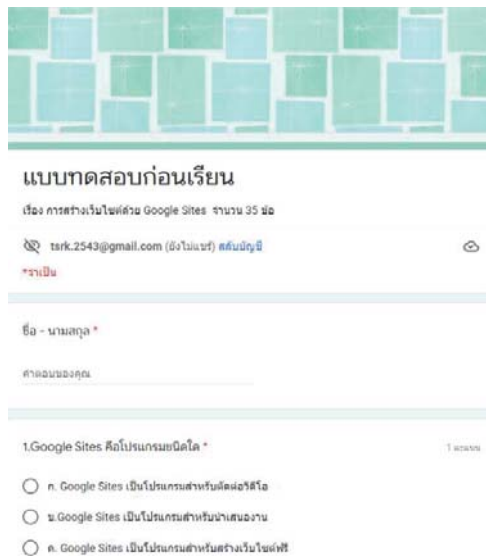 แบบทดสอบก่อนเรียน
เรื่อง การสร้างเว็บไซต์ด้วย Google Sites จำนวน 35 ข้อ
tsrk.2543@gmail.com (ยังไม่แชร์) สลับบัญชี
*จำเป็น
ชื่อ - นามสกุล *
คำตอบของคุณ
1.Google Sites คือโปรแกรมชนิดใด *
1 คะแนน
ก. Google Sites เป็นโปรแกรมสำหรับตัดต่อวิดีโอ
ข.Google Sites เป็นโปรแกรมสำหรับนำเสนองาน
ค. Google Sites เป็นโปรแกรมสำหรับสร้างเว็บไซต์ฟรี